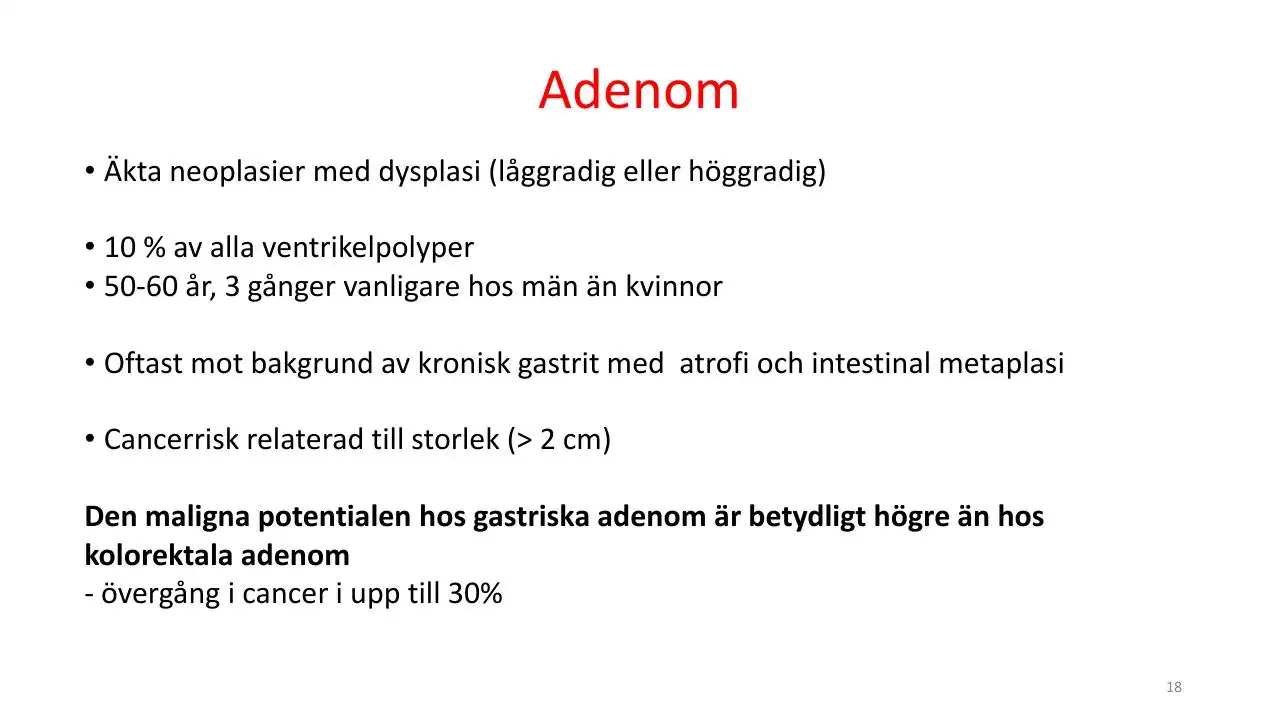 Adenom
• Äkta neoplasier med dysplasi (låggradig eller höggradig)
• 10 % av alla ventrikelpolyper
• 50-60 år, 3 gånger vanligare hos män än kvinnor
• Oftast mot bakgrund av kronisk gastrit med  atrofi och intestinal metaplasi
• Cancerrisk relaterad till storlek (> 2 cm)
Den maligna potentialen hos gastriska adenom är betydligt högre än hos
kolorektala adenom
- övergång i cancer i upp till 30%
18